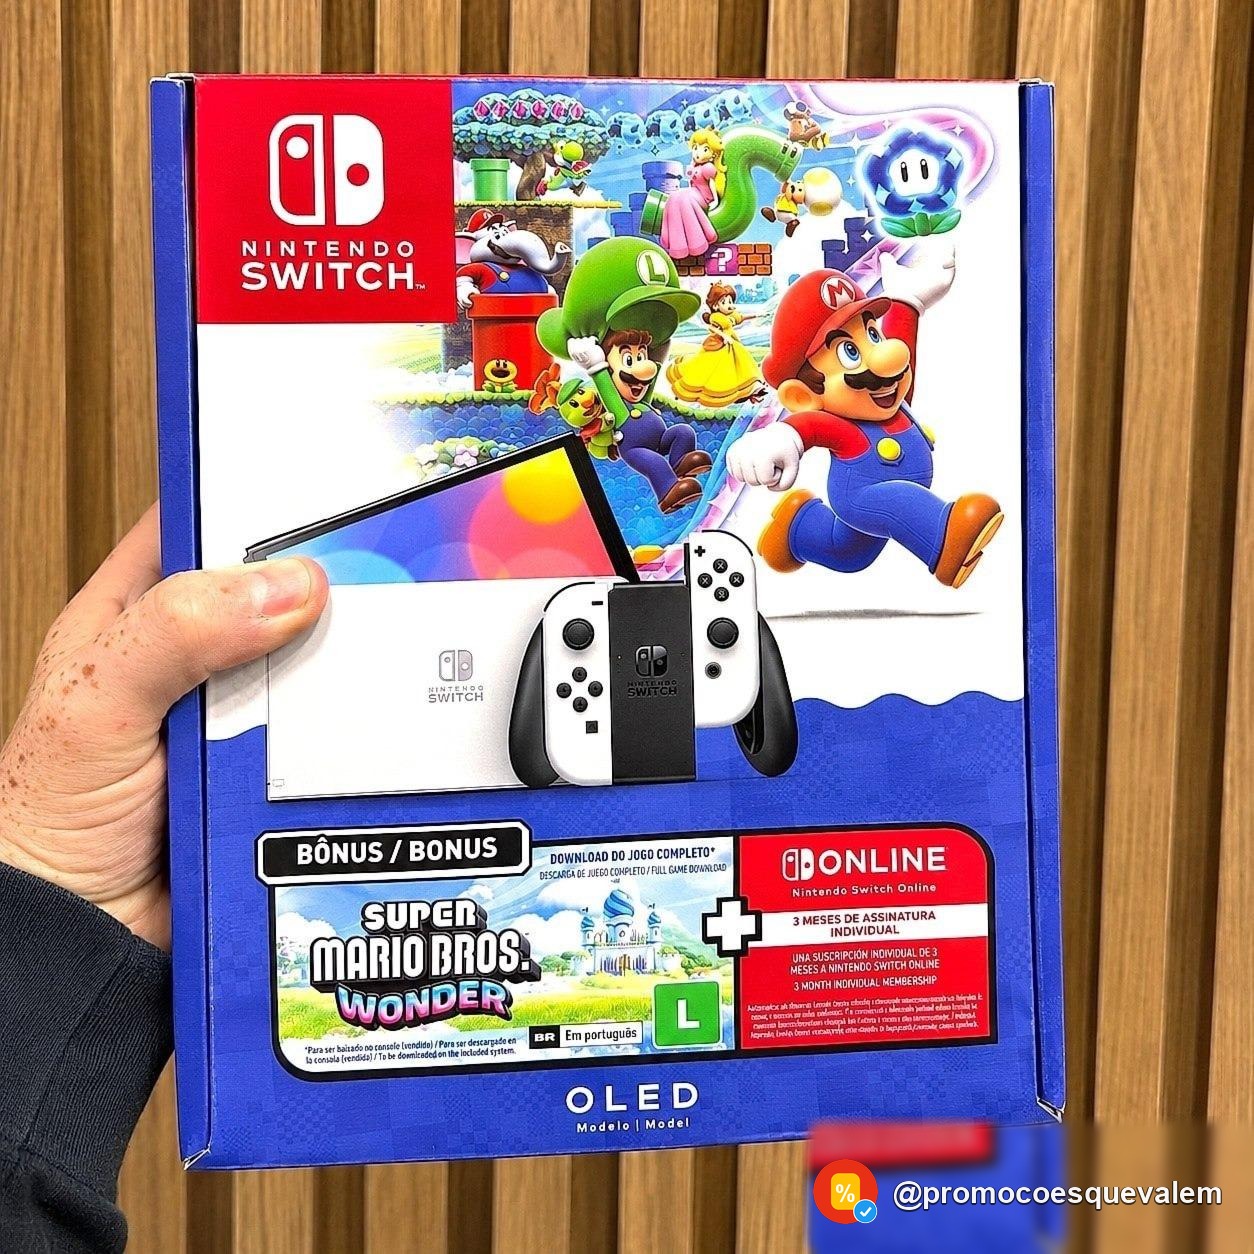 NINTENDO
SWITCH™
L
M
?
NINTENDO
SWITCH
NINTENDO
SWITCH
BÔNUS / BONUS
DOWNLOAD DO JOGO COMPLETO*
DESCARGA DE JUEGO COMPLETO / FULL GAME DOWNLOAD
SUPER
MARIO BROS.
WONDER
BR Em português
L
*Para ser baixado no console (vendido) / Para ser descargado en
la consola (vendida) / To be downloaded on the included system.
ONLINE
Nintendo Switch Online
3 MESES DE ASSINATURA
INDIVIDUAL
UNA SUSCRIPCIÓN INDIVIDUAL DE 3
MESES A NINTENDO SWITCH ONLINE
3 MONTH INDIVIDUAL MEMBERSHIP
OLED
Modelo | Model
%
@promocoesquevalem